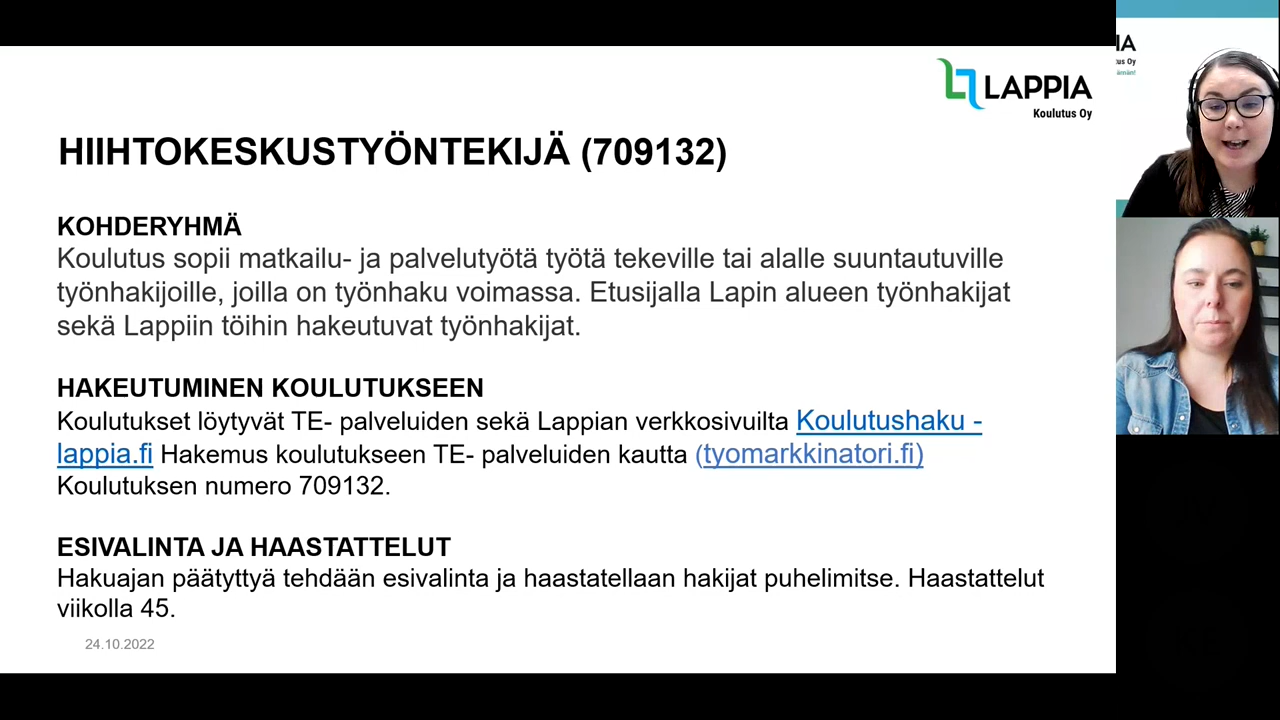 LAPPIA
Koulutus Oy
HIIHTOKESKUSTYÖNTEKIJÄ (709132)
KOHDERYHMÄ
Koulutus sopii matkailu- ja palvelutyötä työtä tekeville tai alalle suuntautuville
työnhakijoille, joilla on työnhaku voimassa. Etusijalla Lapin alueen työnhakijat
sekä Lappiin töihin hakeutuvat työnhakijat.
HAKEUTUMINEN KOULUTUKSEEN
Koulutukset löytyvät TE- palveluiden sekä Lappian verkkosivuilta Koulutushaku -
lappia.fi Hakemus koulutukseen TE- palveluiden kautta (tyomarkkinatori.fi)
Koulutuksen numero 709132.
ESIVALINTA JA HAASTATTELUT
Hakuajan päätyttyä tehdään esivalinta ja haastatellaan hakijat puhelimitse. Haastattelut
viikolla 45.
24.10.2022
IA
us Oy